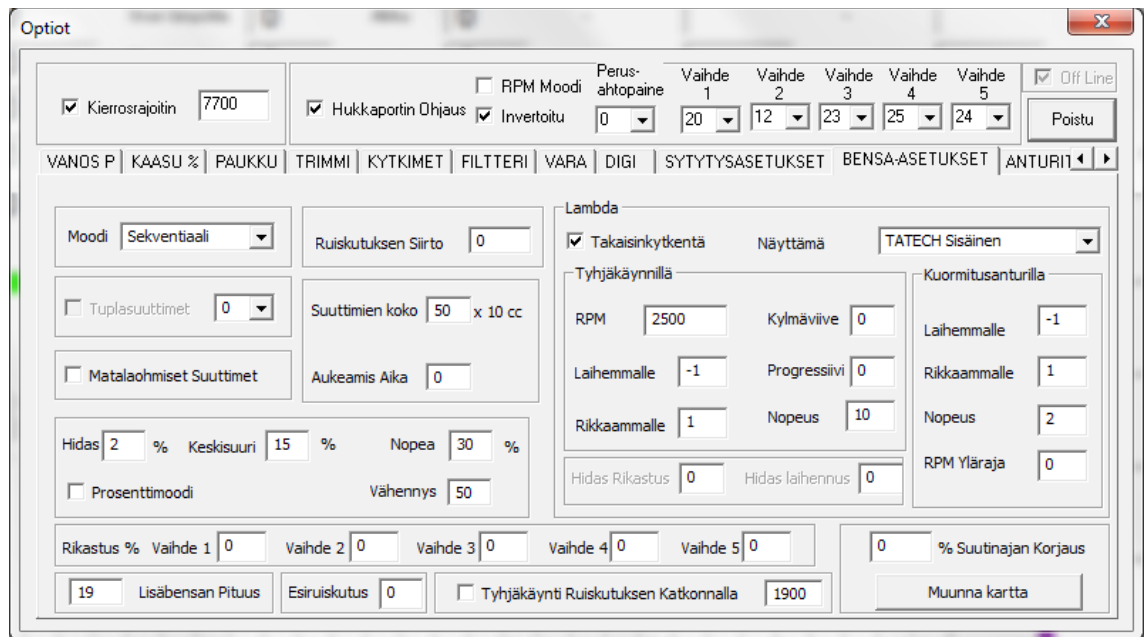 Optiot
Kierrosrajoitin 7700
Hukkaportin Ohjaus
RPM Moodi
Invertoitu
Perus-
ahtopaine
0
Vaihde
1
20
Vaihde
2
12
Vaihde
3
23
Vaihde
4
25
Vaihde
5
24
Off Line
Poistu
VANOS P KAASU % PAUKKU TRIMMI KYTKIMET FILTTERI VARA DIGI SYTYTYSASETUKSET BENSA-ASETUKSET ANTURIT
Moodi Sekventiaali
Tuplasuuttimet 0
Matalaohmiset Suuttimet
Ruiskutuksen Siirto 0
Suuttimien koko 50 x 10 cc
Aukeamis Aika 0
Hidas 2 % Keskisuuri 15 % Nopea 30 %
Prosenttimoodi Vähennys 50
Lambda
Takaisinkytkentä Näyttämä TATECH Sisäinen
Tyhjäkäynnillä
RPM 2500 Kylmäviive 0
Laihemmalle -1 Progressiivi 0
Rikkaammalle 1 Nopeus 10
Hidas Rikastus 0 Hidas laihennus 0
Kuormitusanturilla
Laihemmalle -1
Rikkaammalle 1
Nopeus 2
RPM Yläraja 0
Rikastus % Vaihde 1 0 Vaihde 2 0 Vaihde 3 0 Vaihde 4 0 Vaihde 5 0
19 Lisäbensan Pituus
Esiruiskutus 0
Tyhjäkäynti Ruiskutuksen Katkonnalla 1900
0 % Suutinajan Korjaus
Muunna kartta